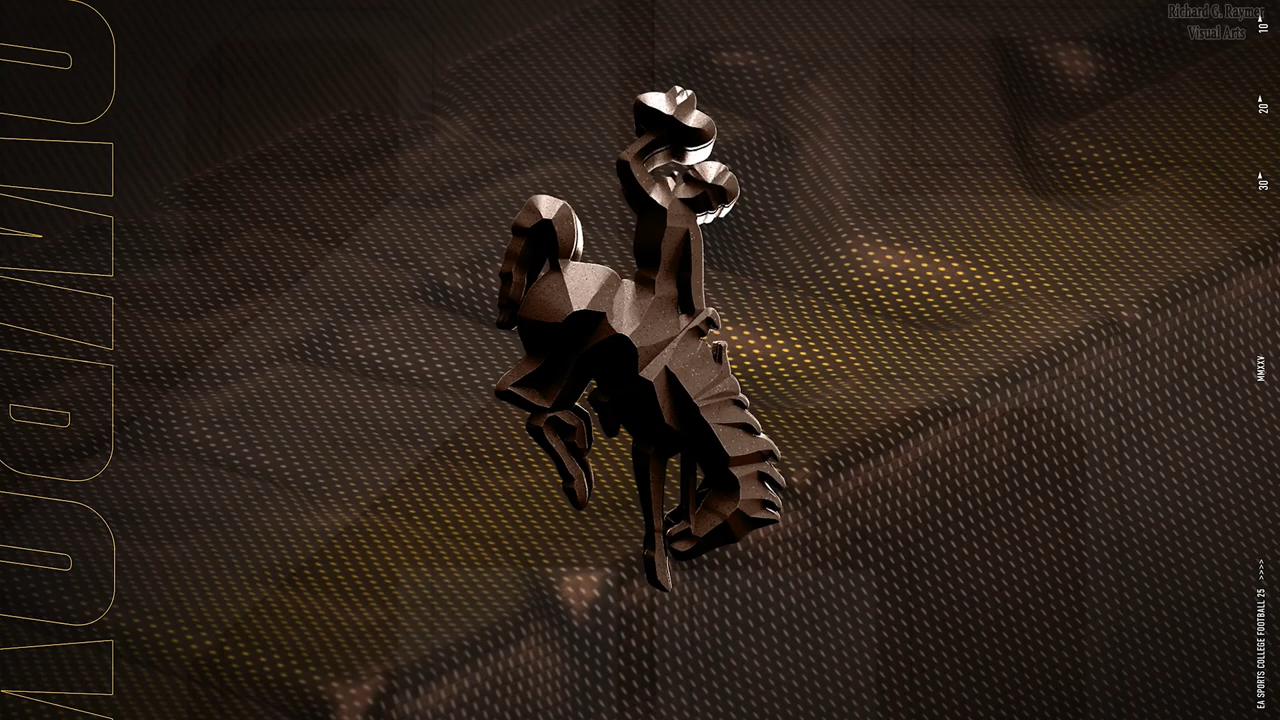 Richard G. Raymer
Visual Arts
10
20
30
MMXXV
EA SPORTS COLLEGE FOOTBALL 25 >>>>